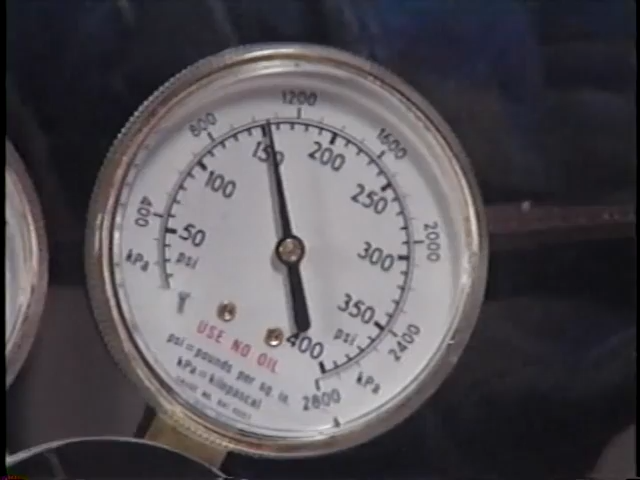 1200
800
1600
150
200
100
250
400
2000
50
psi
300
kPa
350
psi
2400
400
USE NO OIL
psi = pounds per sq. in.
kPa = kilopascal
kPa
2800